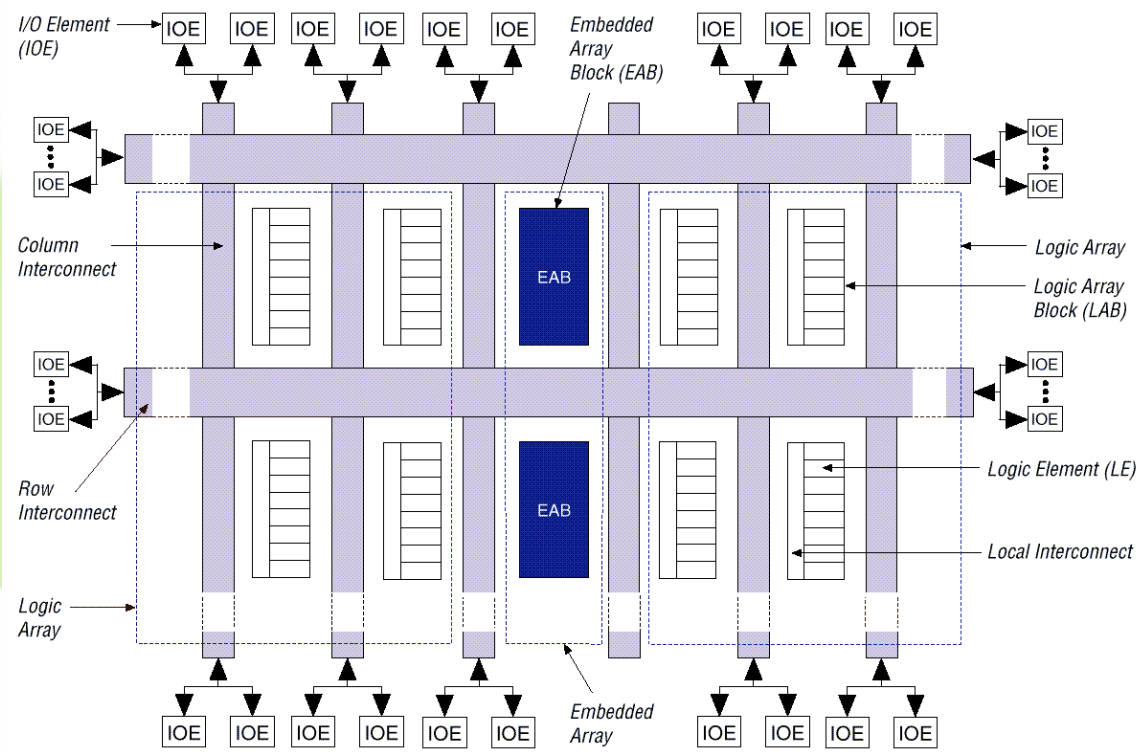 I/O Element
(IOE)
IOE IOE IOE IOE IOE IOE
Embedded
Array
Block (EAB)
IOE IOE IOE IOE
IOE
IOE
IOE
IOE
Column
Interconnect
EAB
Logic Array
Logic Array
Block (LAB)
IOE
IOE
IOE
IOE
Row
Interconnect
EAB
Logic Element (LE)
Local Interconnect
Logic
Array
IOE IOE IOE IOE IOE IOE
Embedded
Array
IOE IOE IOE IOE